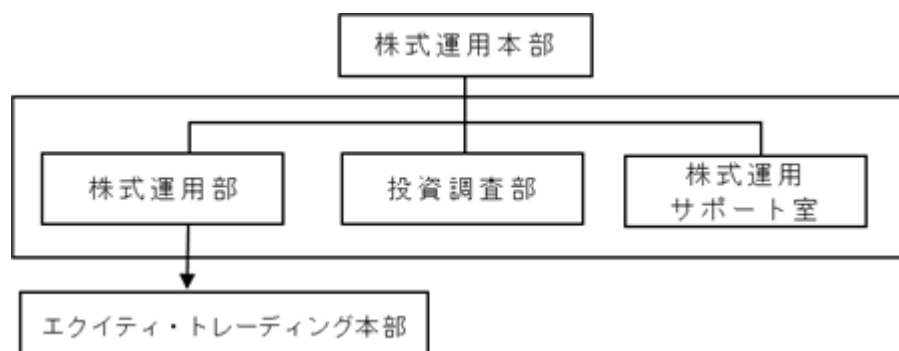 株式運用本部
株式運用部
投資調査部
株式運用
サポート室
エクイティ・トレーディング本部